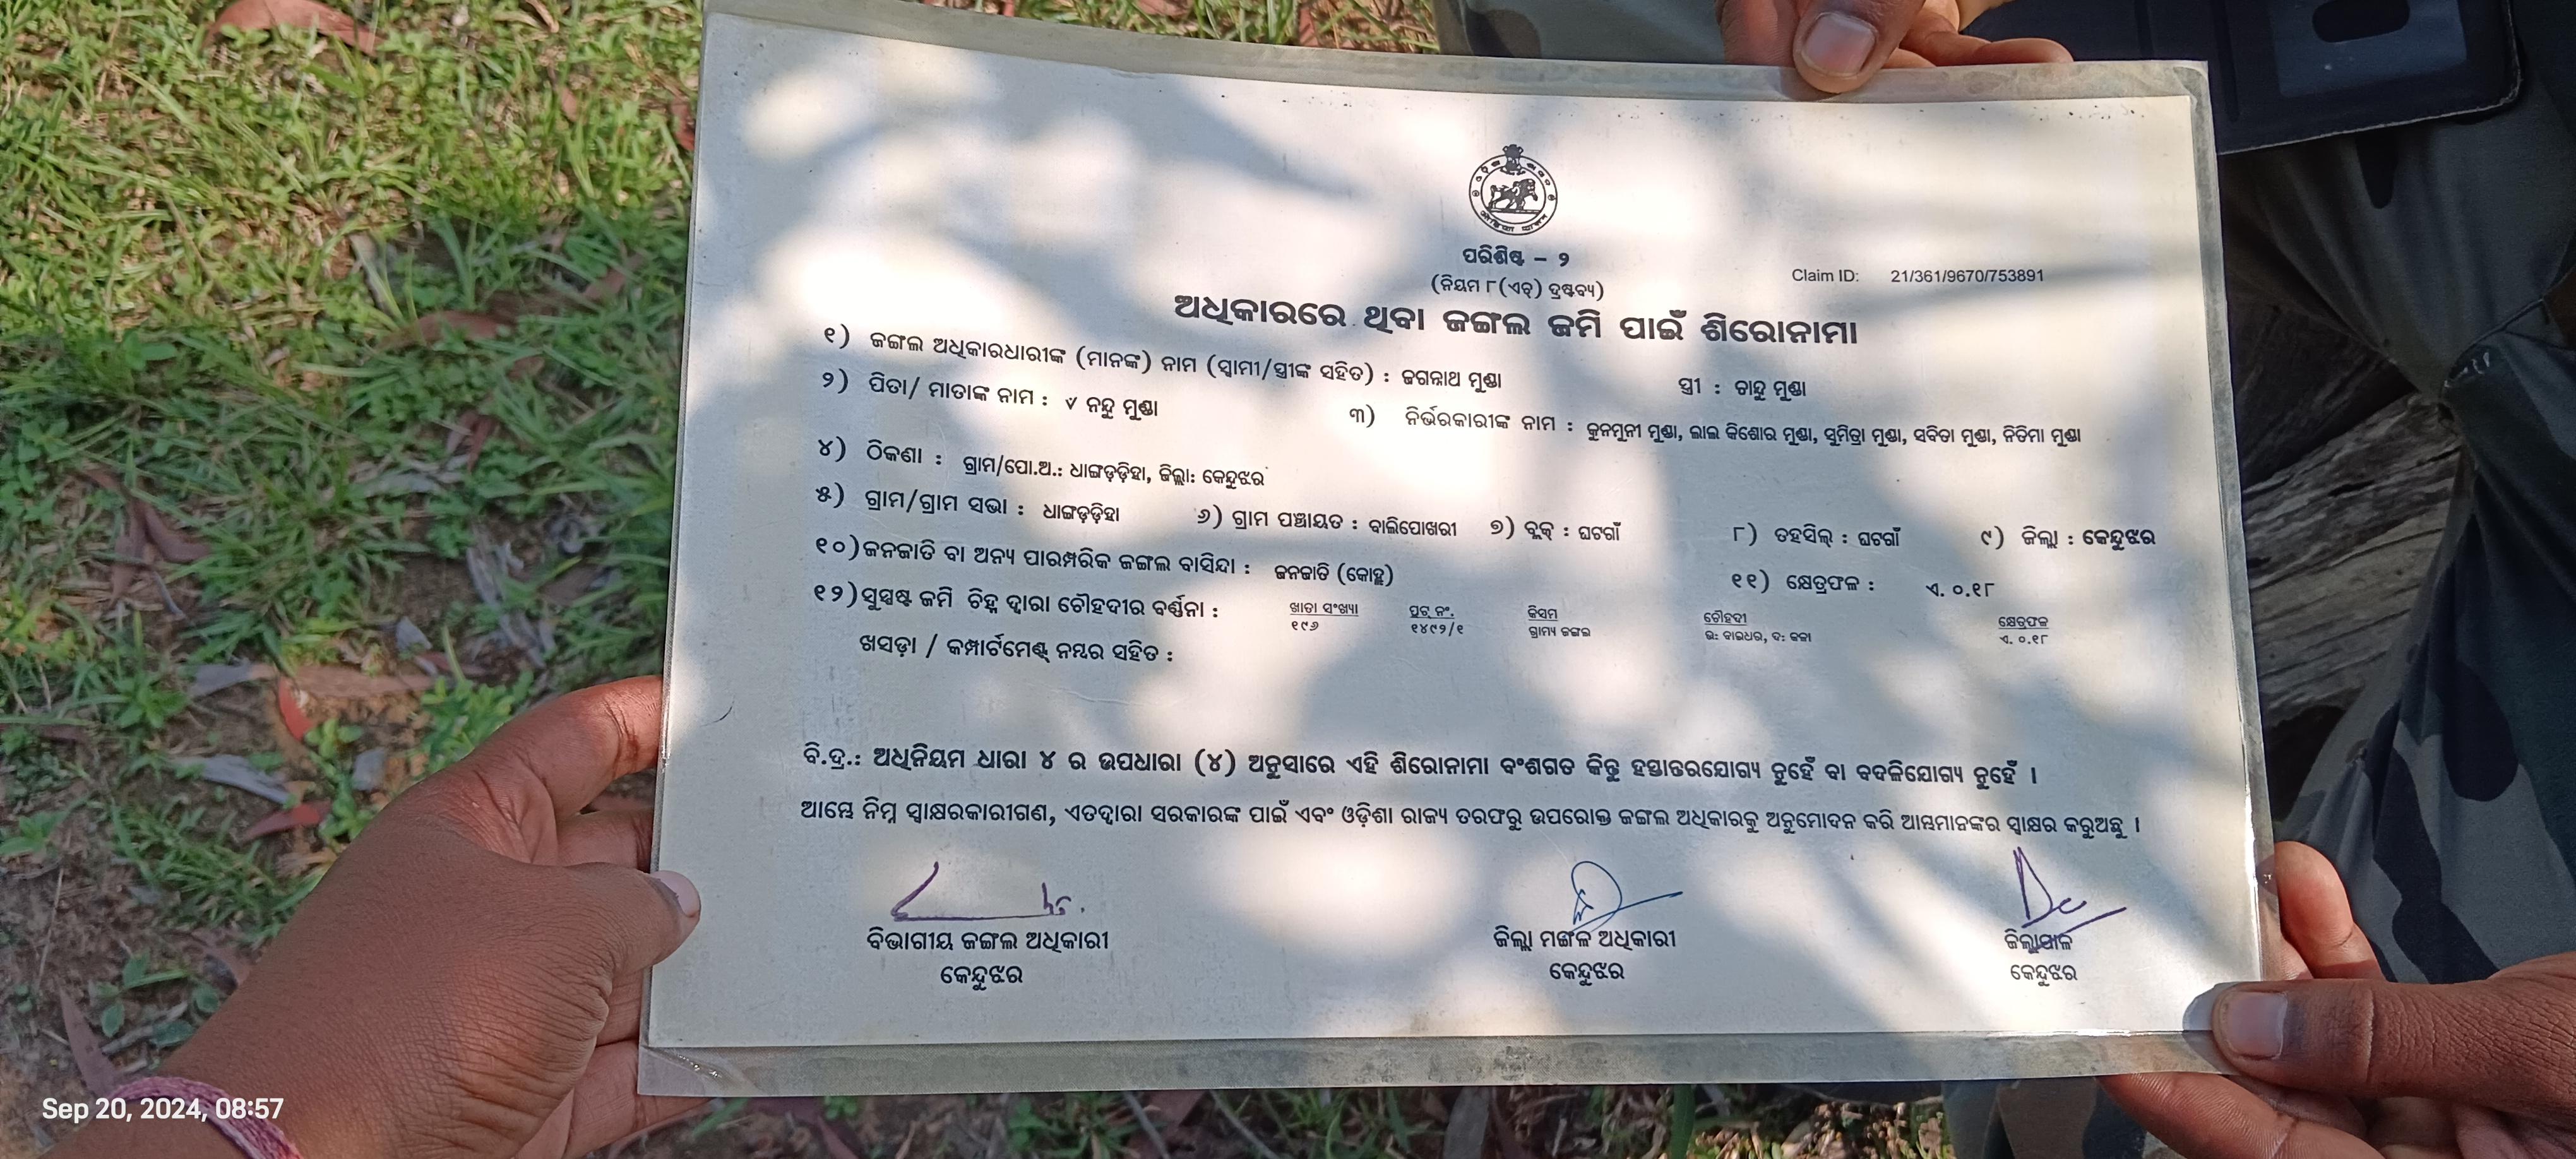 ପରିଶିଷ୍ଟ – ୨
(ନିୟମ ୮(ଏଚ୍) ଦ୍ରଷ୍ଟବ୍ୟ)
Claim ID: 21/361/9670/753891
ଅଧିକାରରେ ଥିବା ଜଙ୍ଗଲ ଜମି ପାଇଁ ଶିରୋନାମା
୧) ଜଙ୍ଗଲ ଅଧିକାରଧାରୀଙ୍କ (ମାନଙ୍କ) ନାମ (ସ୍ୱାମୀ/ସ୍ତ୍ରୀଙ୍କ ସହିତ) : ଜଗନ୍ନାଥ ମୁଣ୍ଡା ସ୍ତ୍ରୀ : ଚାନ୍ଦୁ ମୁଣ୍ଡା
୨) ପିତା/ ମାତାଙ୍କ ନାମ : ନନ୍ଦୁ ମୁଣ୍ଡା ୩) ନିର୍ଭରକାରୀଙ୍କ ନାମ : କୁନମୁନୀ ମୁଣ୍ଡା, ଲାଲ କିଶୋର ମୁଣ୍ଡା, ସୁମିତ୍ରା ମୁଣ୍ଡା, ସବିତା ମୁଣ୍ଡା, ନିତିମା ମୁଣ୍ଡା
୪) ଠିକଣା : ଗ୍ରାମ/ପୋ.ଅ.: ଧାଙ୍ଗଡ଼ଡ଼ିହା, ଜିଲ୍ଲା: କେନ୍ଦୁଝର
୫) ଗ୍ରାମ/ଗ୍ରାମ ସଭା : ଧାଙ୍ଗଡ଼ଡ଼ିହା ୬) ଗ୍ରାମ ପଞ୍ଚାୟତ : ବାଲିପୋଖରୀ ୭) ବ୍ଲକ୍ : ଘଟଗାଁ ୮) ତହସିଲ୍ : ଘଟଗାଁ ୯) ଜିଲ୍ଲା : କେନ୍ଦୁଝର
୧୦) ଜନଜାତି ବା ଅନ୍ୟ ପାରମ୍ପରିକ ଜଙ୍ଗଲ ବାସିନ୍ଦା : ଜନଜାତି (କୋହ୍ଲ) ୧୧) କ୍ଷେତ୍ରଫଳ : ଏ. ୦.୧୮
୧୨) ସୁସ୍ପଷ୍ଟ ଜମି ଚିହ୍ନ ଦ୍ୱାରା ଚୌହଦୀର ବର୍ଣ୍ଣନା : ଖାତା ସଂଖ୍ୟା ପ୍ଲଟ୍ ନଂ. କିସମ ଚୌହଦୀ କ୍ଷେତ୍ରଫଳ
୧୯୬ ୧୪୯୨/୧ ଗ୍ରାମ୍ୟ ଜଙ୍ଗଲ ଉ: ବାଇଧର, ଦ: କଳା ଏ. ୦.୧୮
ଖସଡ଼ା / କମ୍ପାର୍ଟମେଣ୍ଟ୍ ନମ୍ବର ସହିତ :
ବି.ଦ୍ର.: ଅଧିନିୟମ ଧାରା ୪ ର ଉପଧାରା (୪) ଅନୁସାରେ ଏହି ଶିରୋନାମା ବଂଶଗତ କିନ୍ତୁ ହସ୍ତାନ୍ତରଯୋଗ୍ୟ ନୁହେଁ ବା ବଦଳିଯୋଗ୍ୟ ନୁହେଁ ।
ଆମ୍ଭେ ନିମ୍ନ ସ୍ୱାକ୍ଷରକାରୀଗଣ, ଏତଦ୍ୱାରା ସରକାରଙ୍କ ପାଇଁ ଏବଂ ଓଡ଼ିଶା ରାଜ୍ୟ ତରଫରୁ ଉପରୋକ୍ତ ଜଙ୍ଗଲ ଅଧିକାରକୁ ଅନୁମୋଦନ କରି ଆମ୍ଭମାନଙ୍କର ସ୍ୱାକ୍ଷର କରୁଅଛୁ ।
ବିଭାଗୀୟ ଜଙ୍ଗଲ ଅଧିକାରୀ ଜିଲ୍ଲା ମଙ୍ଗଳ ଅଧିକାରୀ ଜିଲ୍ଲାପାଳ
କେନ୍ଦୁଝର କେନ୍ଦୁଝର କେନ୍ଦୁଝର
Sep 20, 2024, 08:57